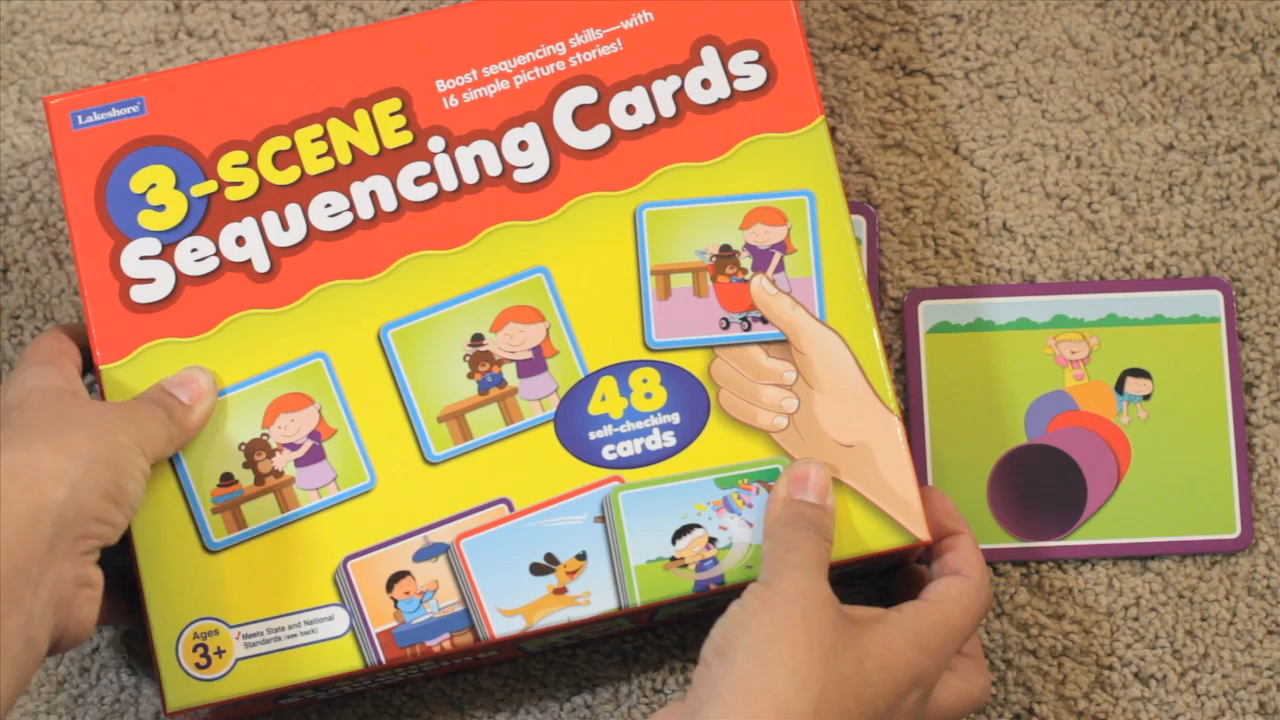 Lakeshore
Boost sequencing skills—with
16 simple picture stories!
3-SCENE
Sequencing Cards
48
self-checking
cards
Ages
3+
✓Meets State and National
Standards (see back)